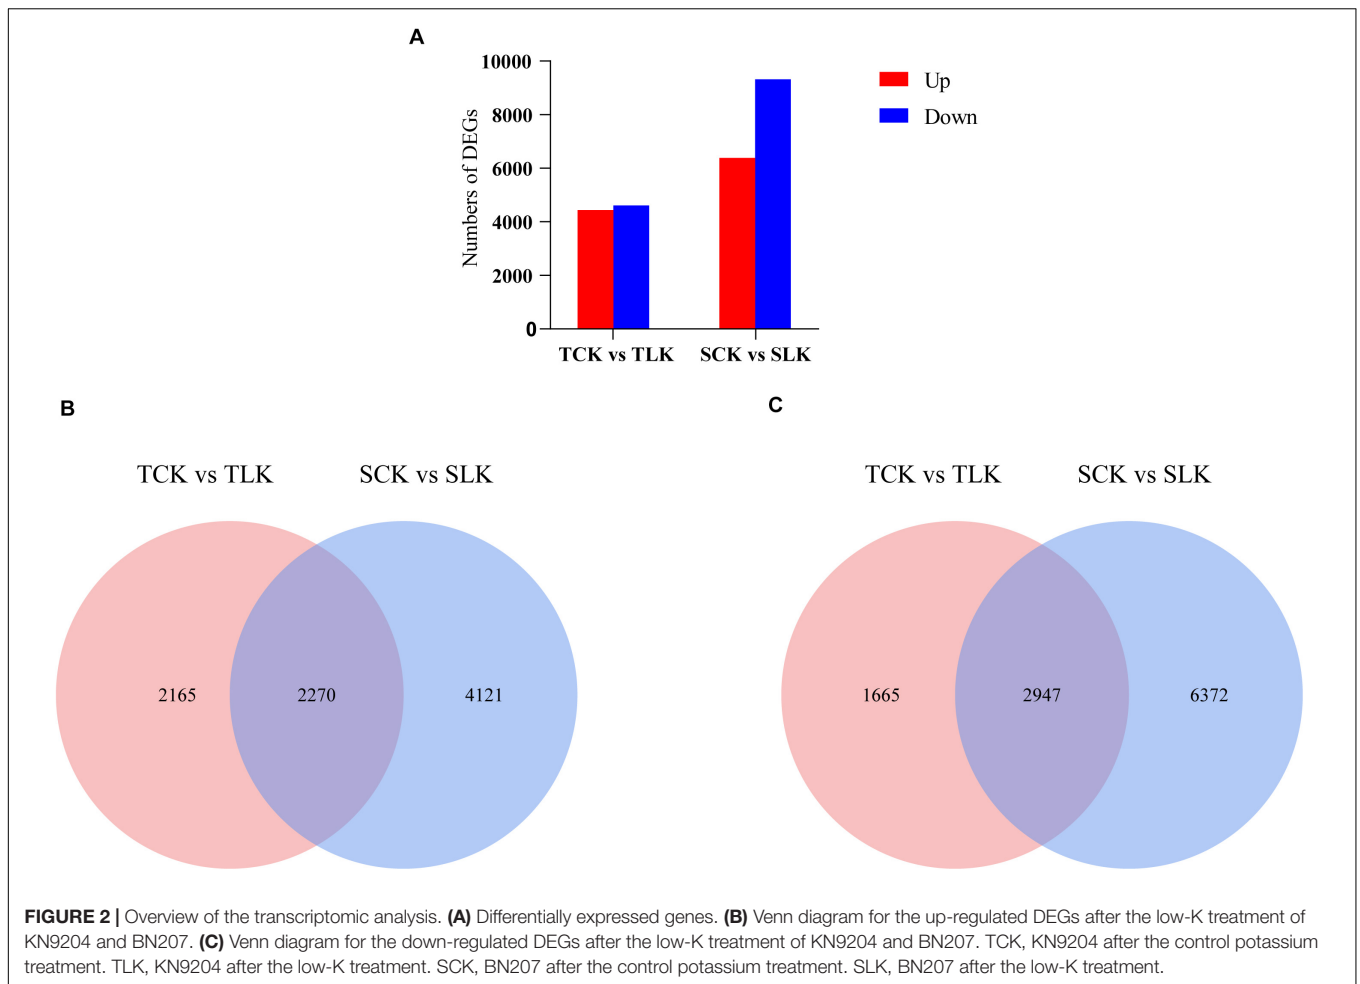 A
10000
8000
6000
4000
2000
0
Numbers of DEGs
Up
Down
TCK vs TLK
SCK vs SLK
B
TCK vs TLK
SCK vs SLK
2165
2270
4121
C
TCK vs TLK
SCK vs SLK
1665
2947
6372
FIGURE 2 | Overview of the transcriptomic analysis. (A) Differentially expressed genes. (B) Venn diagram for the up-regulated DEGs after the low-K treatment of
KN9204 and BN207. (C) Venn diagram for the down-regulated DEGs after the low-K treatment of KN9204 and BN207. TCK, KN9204 after the control potassium
treatment. TLK, KN9204 after the low-K treatment. SCK, BN207 after the control potassium treatment. SLK, BN207 after the low-K treatment.